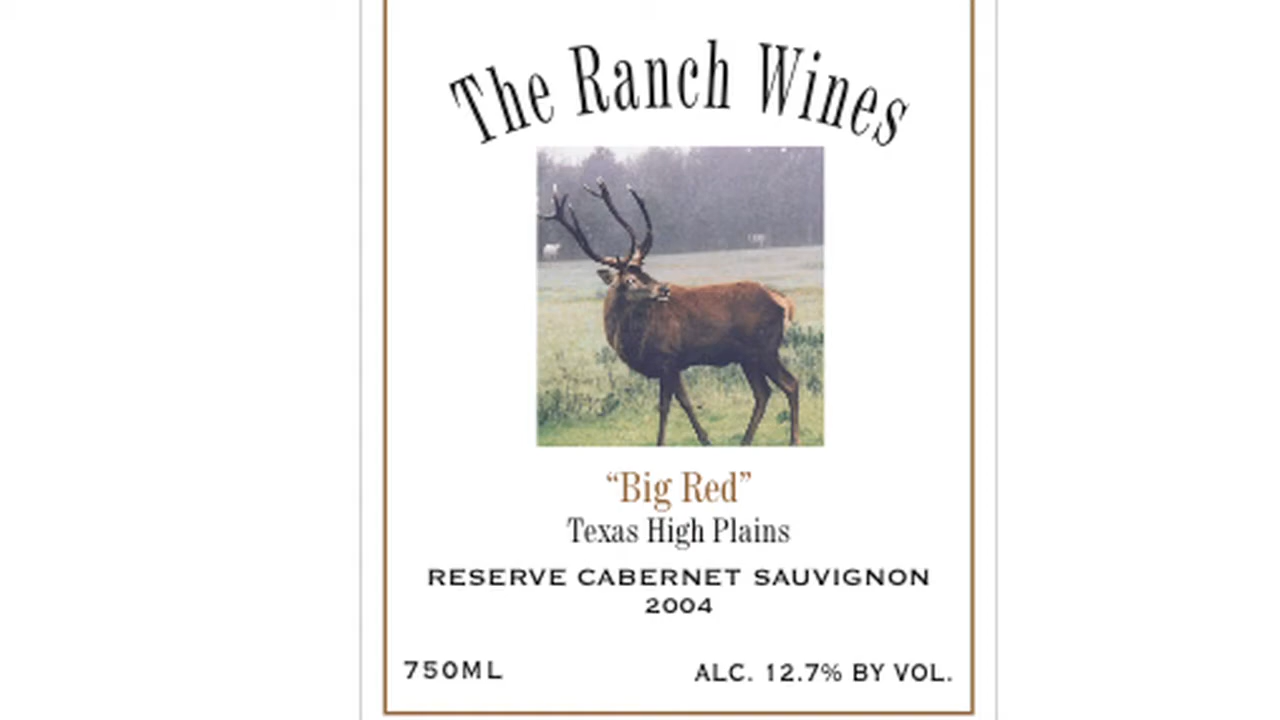 The Ranch Wines
“Big Red”
Texas High Plains
RESERVE CABERNET SAUVIGNON
2004
750ML
ALC. 12.7% BY VOL.